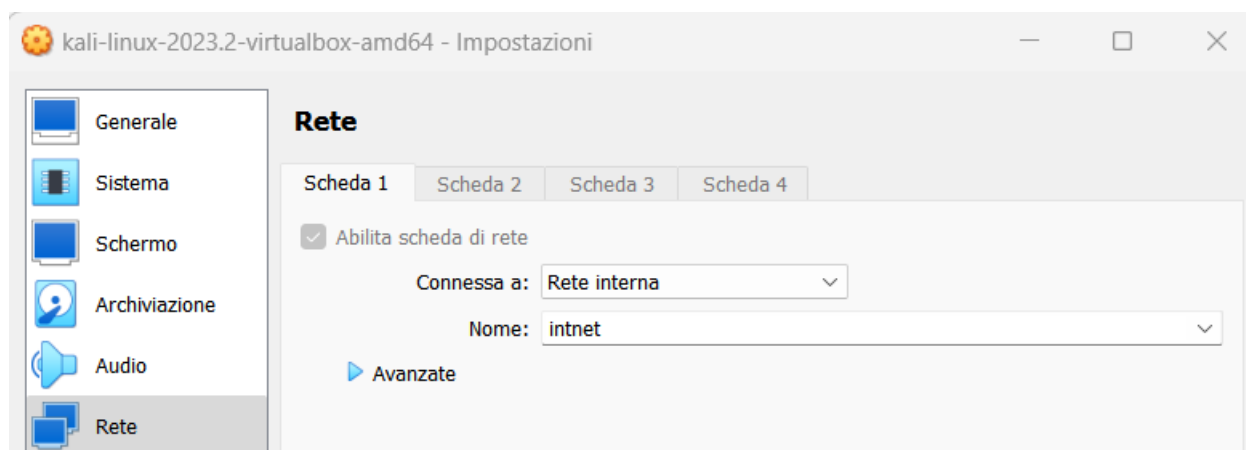 kali-linux-2023.2-virtualbox-amd64 - Impostazioni
Generale
Sistema
Schermo
Archiviazione
Audio
Rete
Rete
Scheda 1 Scheda 2 Scheda 3 Scheda 4
Abilita scheda di rete
Connessa a: Rete interna
Nome: intnet
Avanzate